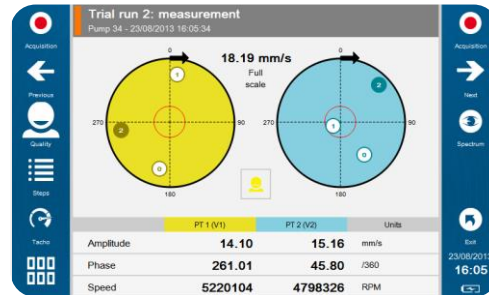 Trial run 2: measurement
Pump 34 - 23/08/2013 16:05:34
Acquisition
Previous
Quality
Steps
Tacho
0
18.19 mm/s
Full
scale
0
1
2
270
90
0
180
2
270
1
90
0
180
Acquisition
Next
Spectrum
Exit
23/08/2013
16:05
PT 1 (V1) PT 2 (V2) Units
Amplitude 14.10 15.16 mm/s
Phase 261.01 45.80 /360
Speed 5220104 4798326 RPM